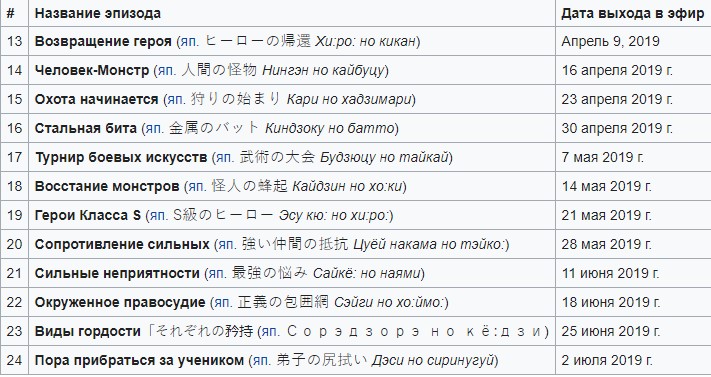 # Название эпизода Дата выхода в эфир
13 Возвращение героя (яп. ヒーローの帰還 Хи:ро: но кикан) Апрель 9, 2019
14 Человек-Монстр (яп. 人間の怪物 Нингэн но кайбуцу) 16 апреля 2019 г.
15 Охота начинается (яп. 狩りの始まり Кари но хадзимари) 23 апреля 2019 г.
16 Стальная бита (яп. 金属のバット Киндзоку но батто) 30 апреля 2019 г.
17 Турнир боевых искусств (яп. 武術の大会 Будзюцу но тайкай) 7 мая 2019 г.
18 Восстание монстров (яп. 怪人の蜂起 Кайдзин но хо:ки) 14 мая 2019 г.
19 Герои Класса S (яп. S級のヒーロー Эсу кю: но хи:ро:) 21 мая 2019 г.
20 Сопротивление сильных (яп. 強い仲間の抵抗 Цуёй накама но тэйко:) 28 мая 2019 г.
21 Сильные неприятности (яп. 最強の悩み Сайкё: но наями) 11 июня 2019 г.
22 Окруженное правосудие (яп. 正義の包囲網 Сэйги но хо:ймо:) 18 июня 2019 г.
23 Виды гордости「それぞれの矜持 (яп. Сорэдзорэ но кё:дзи) 25 июня 2019 г.
24 Пора прибраться за учеником (яп. 弟子の尻拭い Дэси но сиринугуй) 2 июля 2019 г.